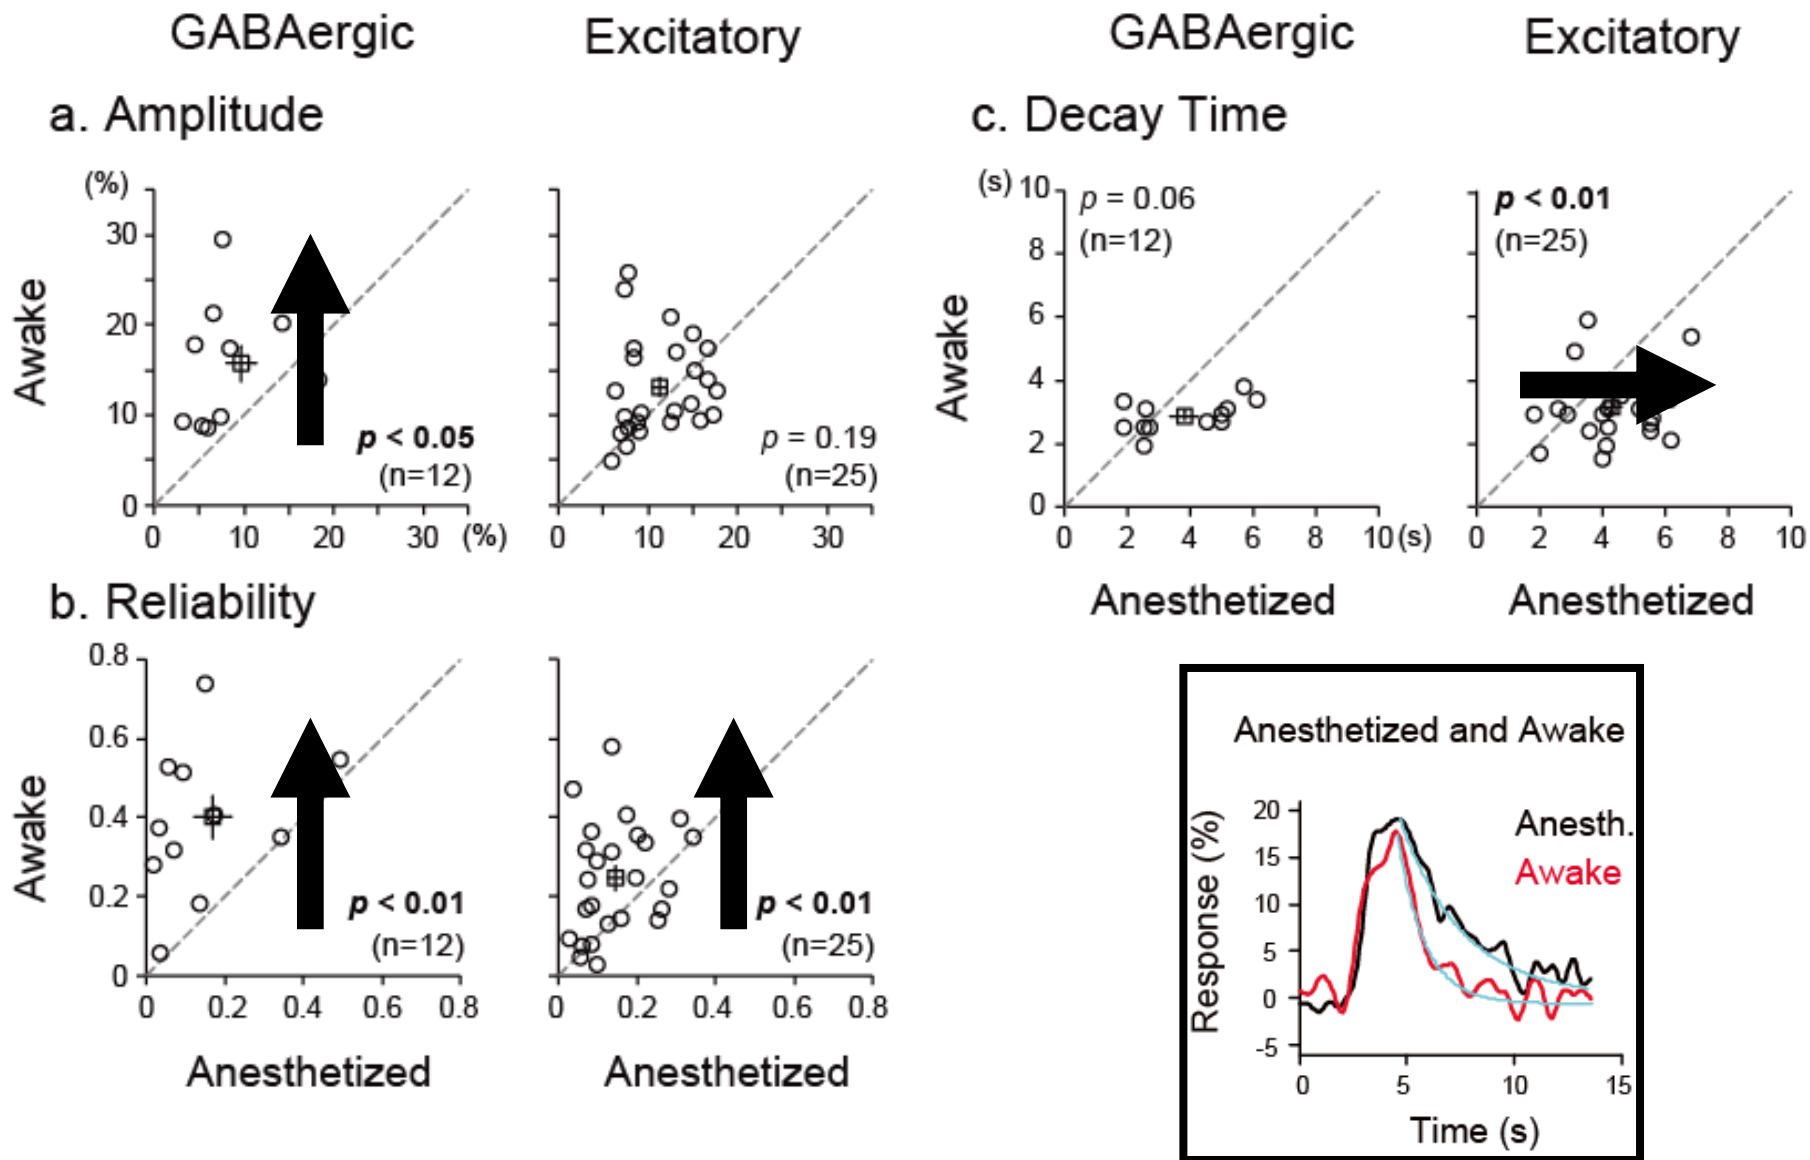 GABAergic
Excitatory
GABAergic
Excitatory
a. Amplitude
c. Decay Time
(%)
30
20
10
0
Awake
p < 0.05
(n=12)
0 10 20 30 (%)
p = 0.19
(n=25)
0 10 20 30
(s) 10
8
6
4
2
0
Awake
p = 0.06
(n=12)
0 2 4 6 8 10 (s)
Anesthetized
p < 0.01
(n=25)
0 2 4 6 8 10
Anesthetized
b. Reliability
0.8
0.6
0.4
0.2
0
Awake
p < 0.01
(n=12)
0 0.2 0.4 0.6 0.8
Anesthetized
p < 0.01
(n=25)
0 0.2 0.4 0.6 0.8
Anesthetized
Anesthetized and Awake
Anesth.
Awake
Response (%)
20
15
10
5
0
-5
0 5 10 15
Time (s)